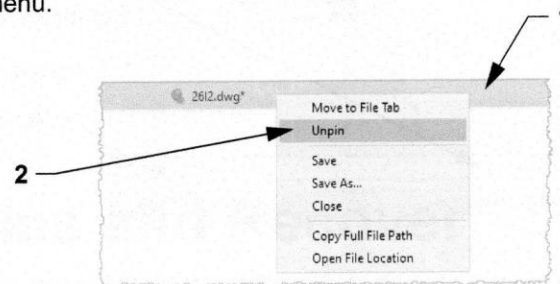 menu.
26I2.dwg*
Move to File Tab
Unpin
2
Save
Save As...
Close
Copy Full File Path
Open File Location